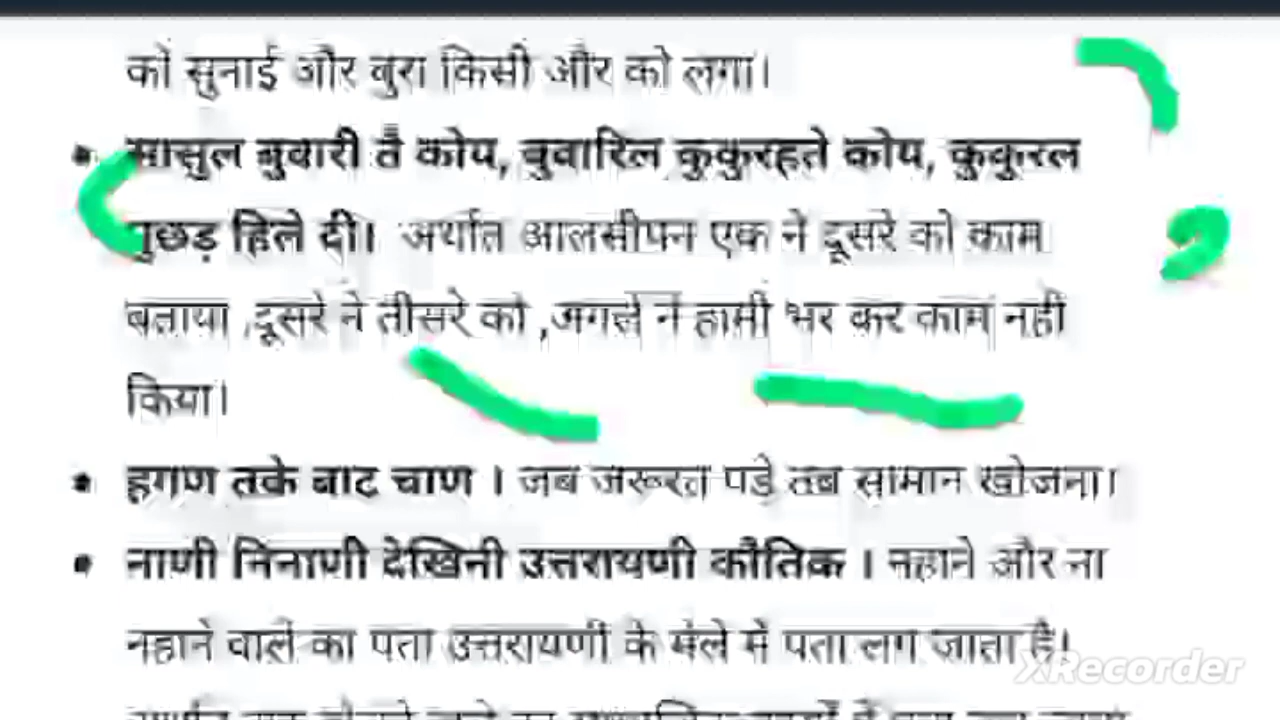 को सुनाई और बुरा किसी और को लगा।
• सासुल बुवारी तै कोय, बुवारिल कुकुरहते कोय, कुकुरल
पुछड़ हिले दी। अर्थात आलसीपन एक ने दूसरे को काम
बताया ,दूसरे ने तीसरे को ,अगले ने हामी भर कर काम नहीं
किया।
• हगण तके बाट चाण । जब जरूरत पड़े तब सामान खोजना।
• नाणी निनाणी देखिनी उत्तरायणी कौतिक । नहाने और ना
नहाने वाले का पता उत्तरायणी के मेले में पता लग जाता है।
XRecorder